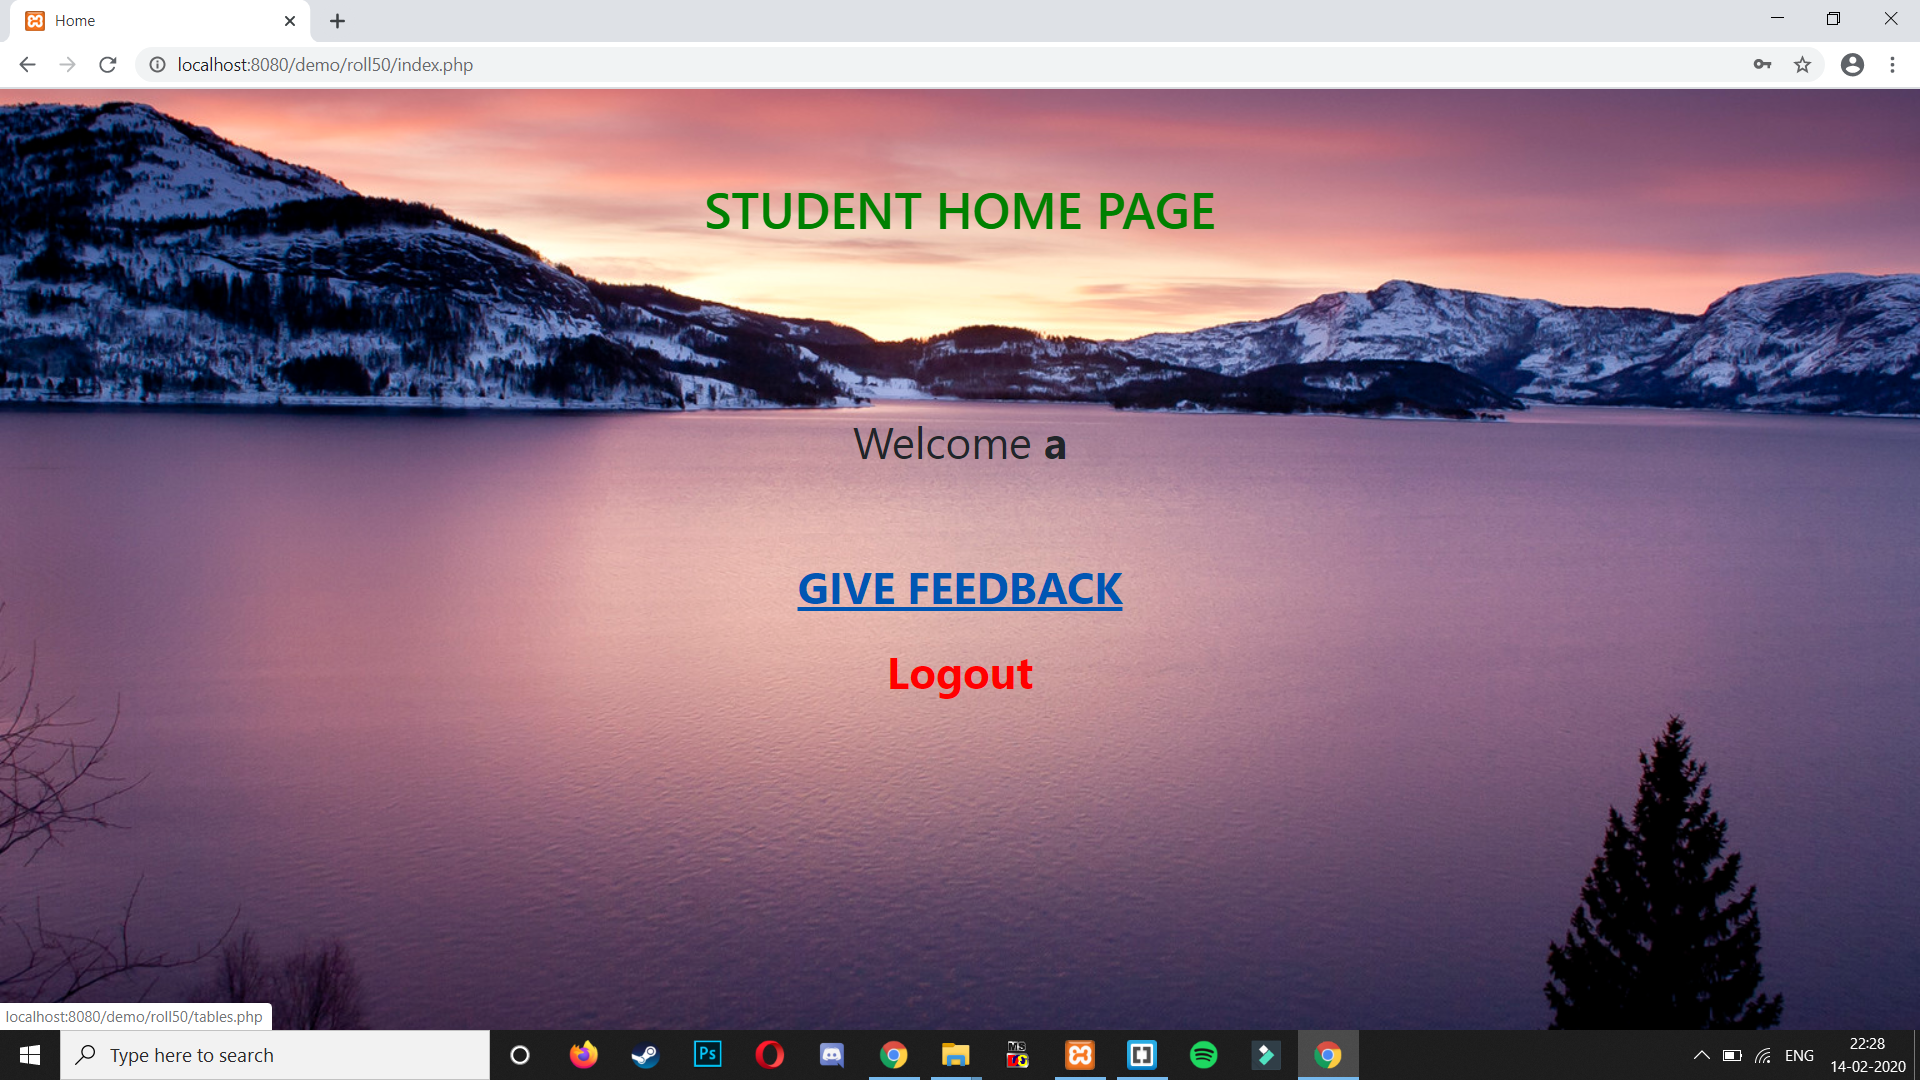 Home
localhost:8080/demo/roll50/index.php
STUDENT HOME PAGE
Welcome a
GIVE FEEDBACK
Logout
localhost:8080/demo/roll50/tables.php
Type here to search
Ps
MS
ENG
22:28
14-02-2020